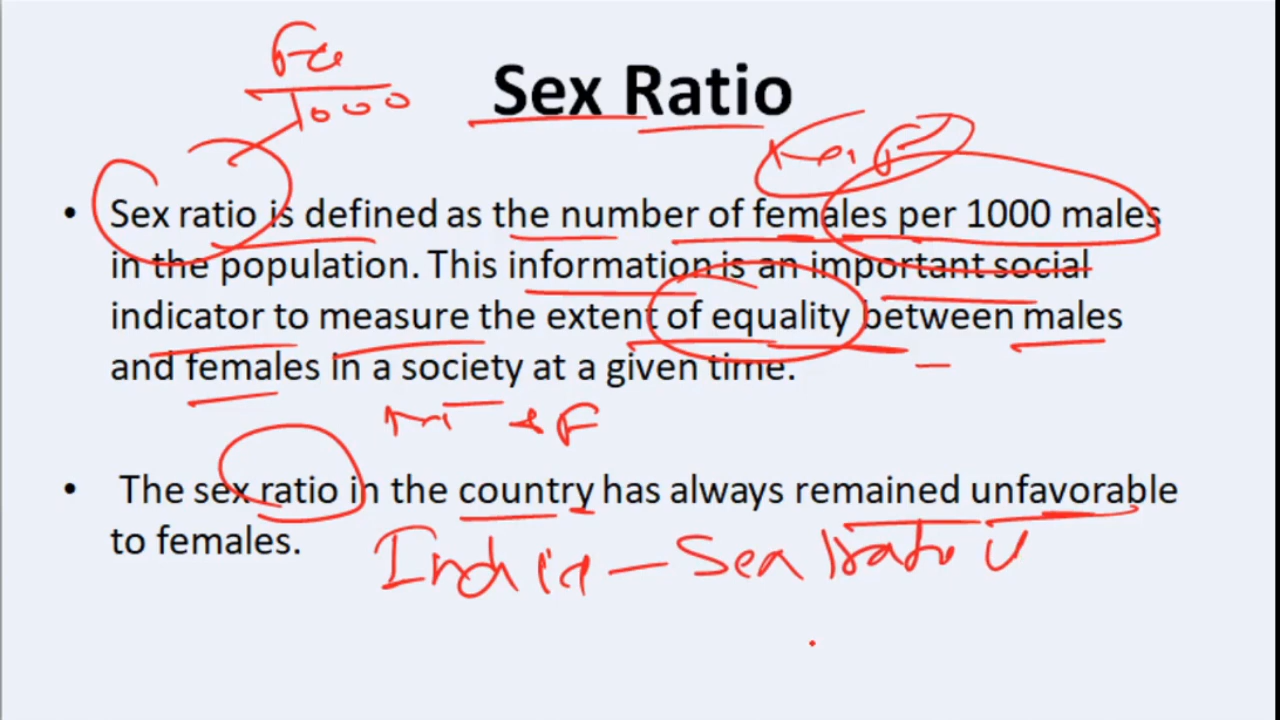 Fe
1000
Sex Ratio
• Sex ratio is defined as the number of females per 1000 males
in the population. This information is an important social
indicator to measure the extent of equality between males
and females in a society at a given time.
M & F
• The sex ratio in the country has always remained unfavorable
to females.
India - Sex Ratio U